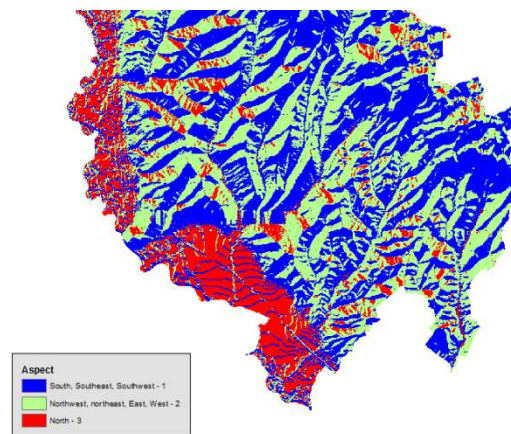 Aspect
South, Southeast, Southwest - 1
Northwest, northeast, East, West - 2
North - 3